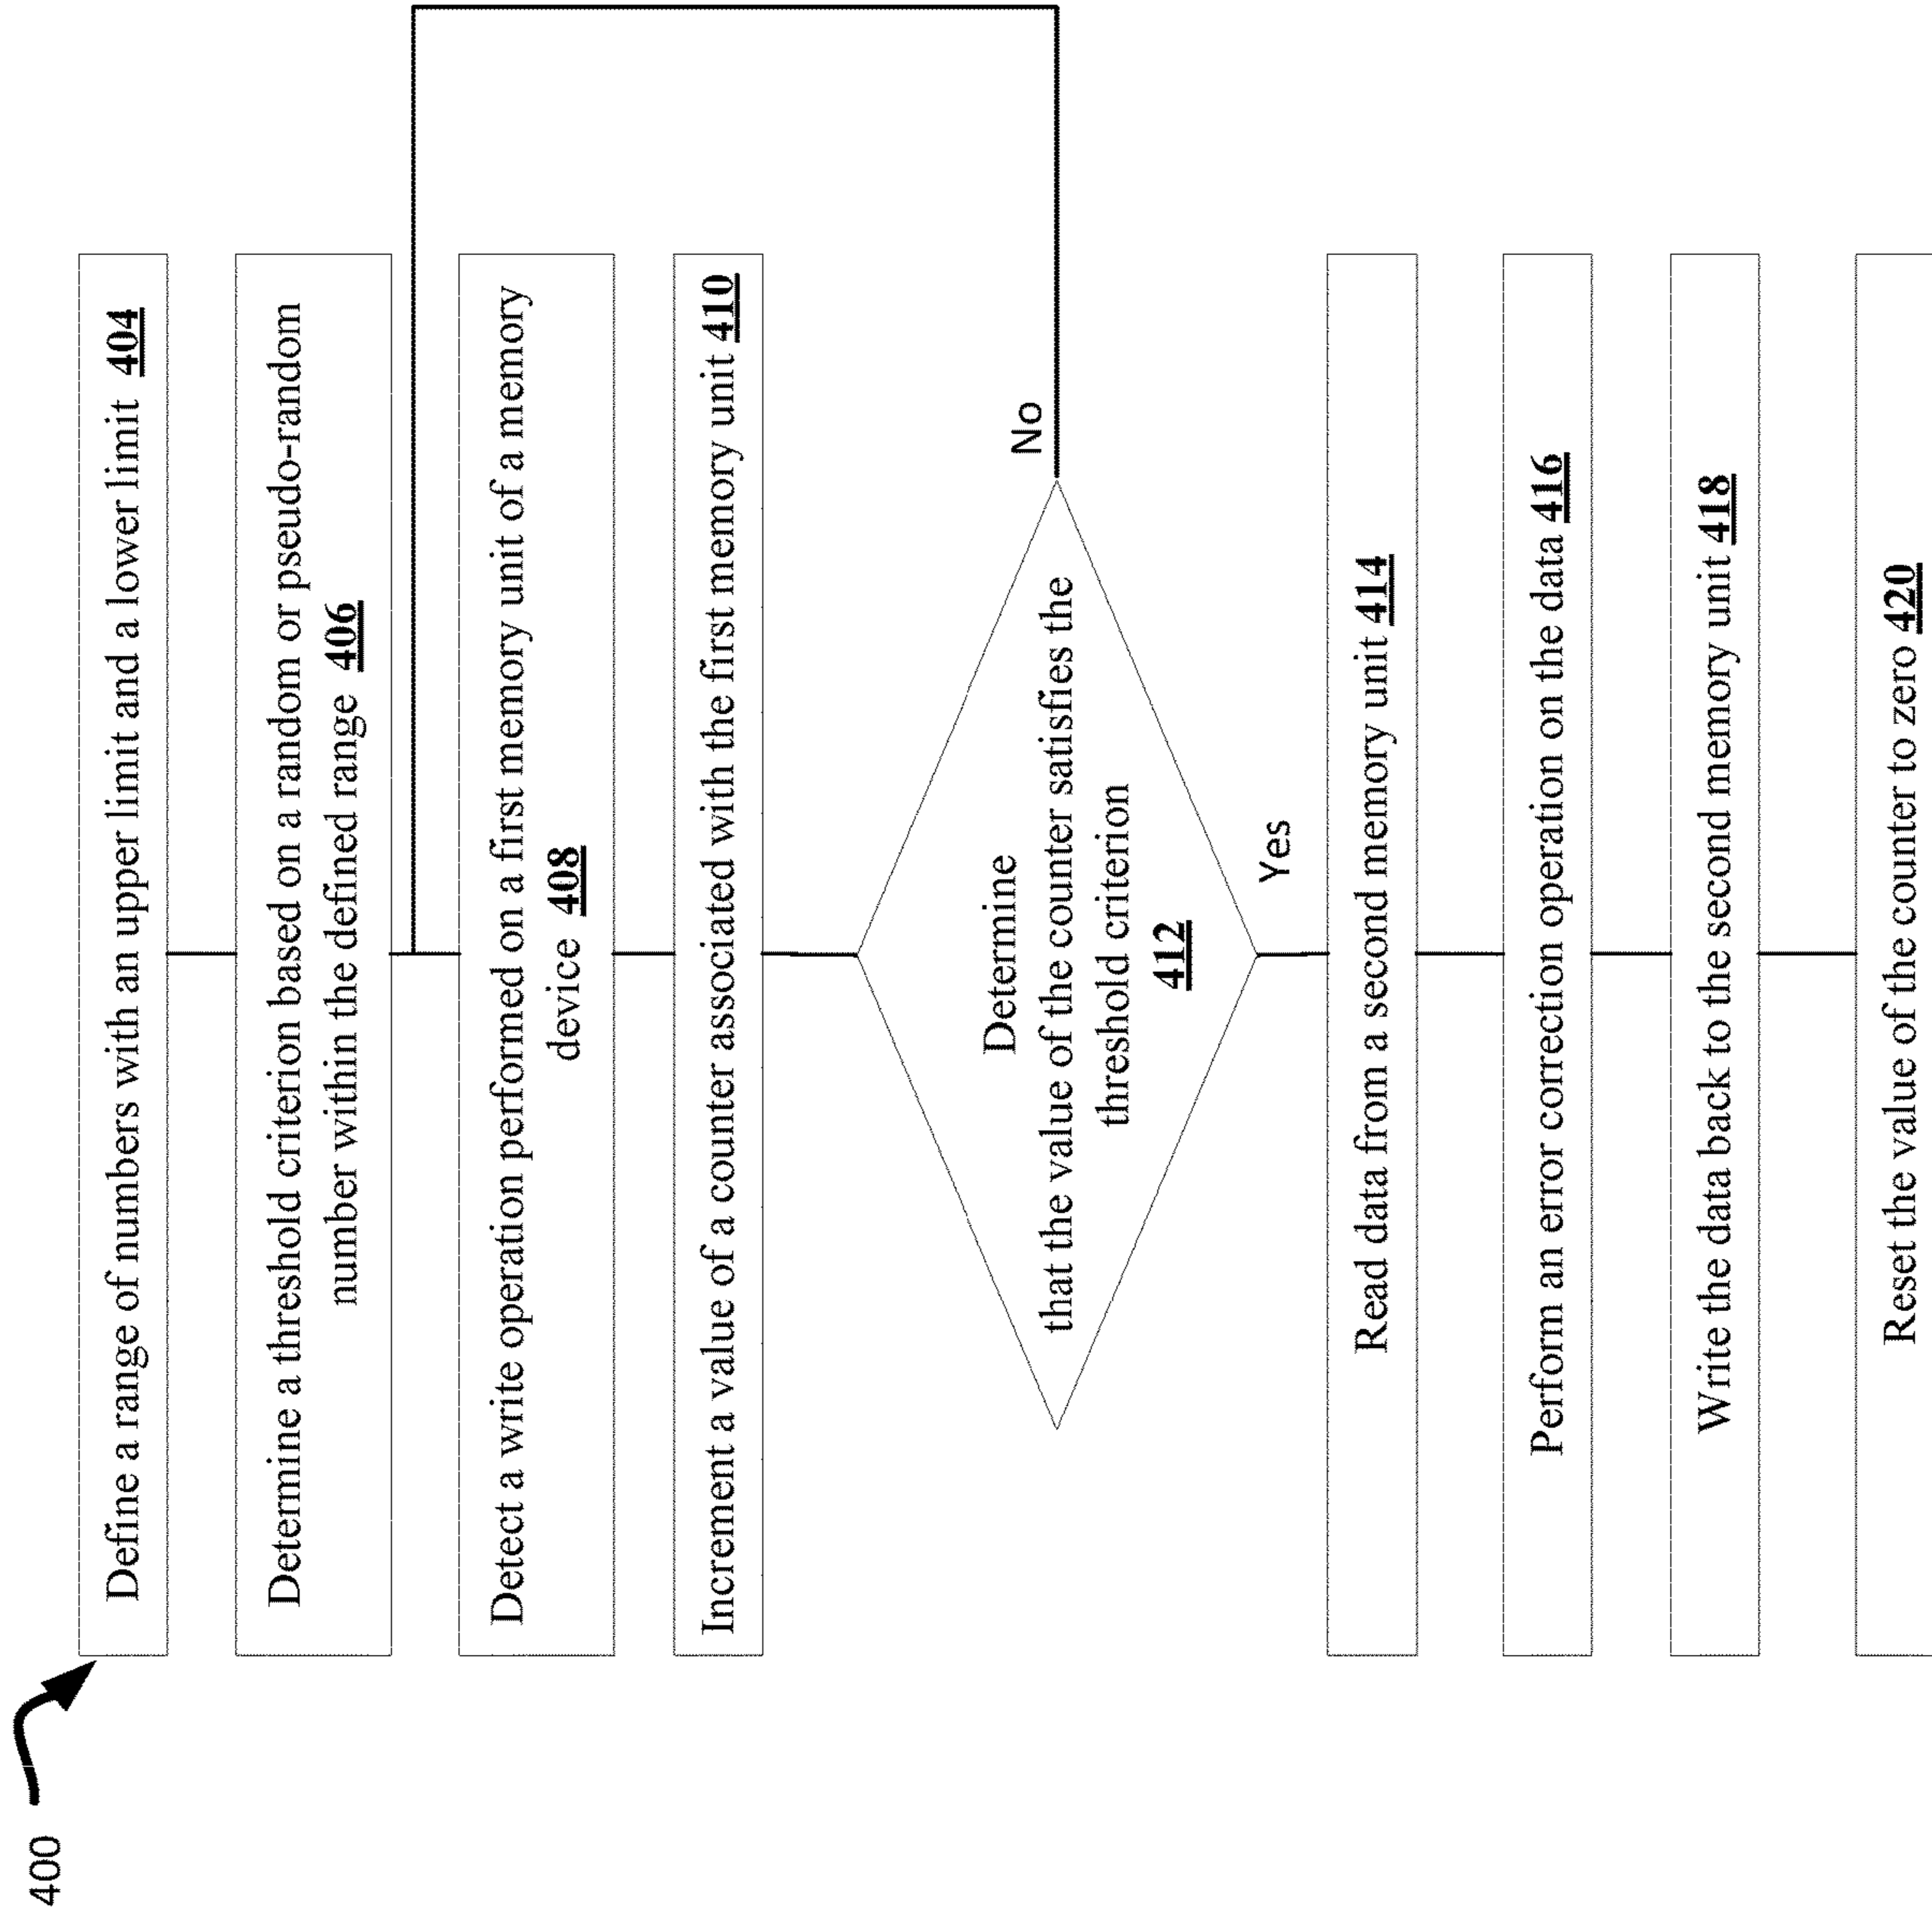 400
Define a range of numbers with an upper limit and a lower limit 404
Determine a threshold criterion based on a random or pseudo-random
number within the defined range 406
Detect a write operation performed on a first memory unit of a memory
device 408
Increment a value of a counter associated with the first memory unit 410
Determine
that the value of the counter satisfies the
threshold criterion
412
No
Yes
Read data from a second memory unit 414
Perform an error correction operation on the data 416
Write the data back to the second memory unit 418
Reset the value of the counter to zero 420